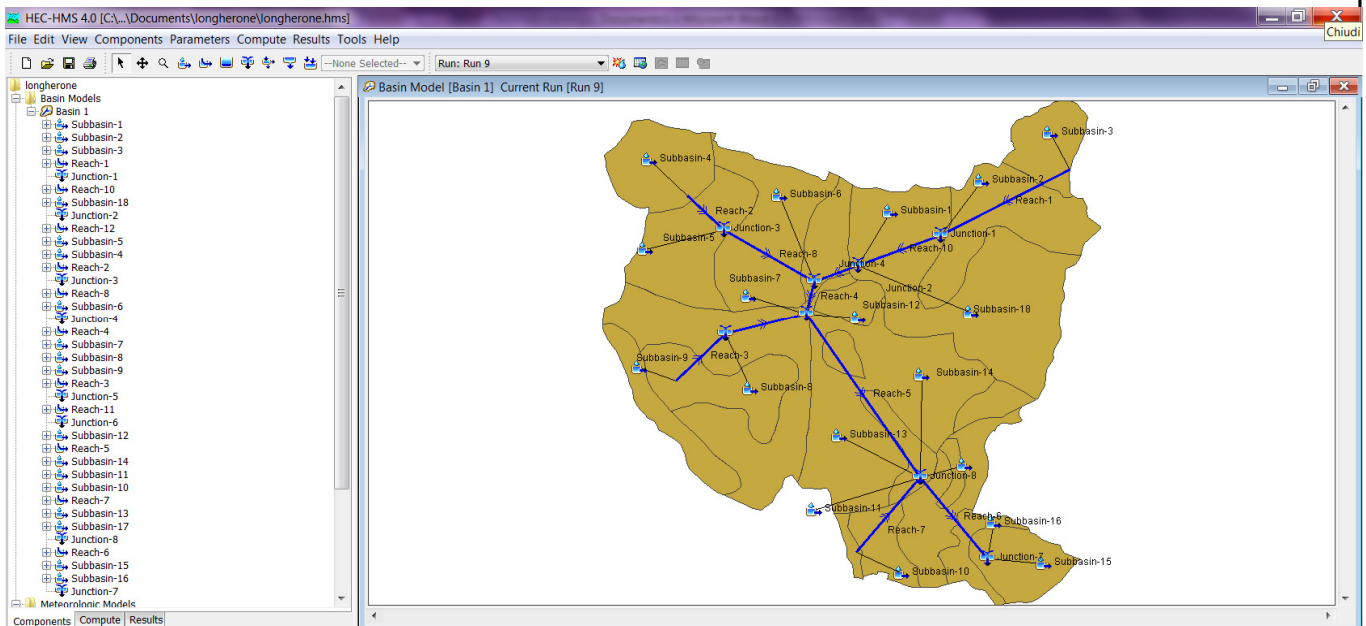 HEC-HMS 4.0 [C:\...\Documents\longherone\longherone.hms]
Chiudi
File Edit View Components Parameters Compute Results Tools Help
--None Selected-- Run: Run 9
longherone
Basin Models
Basin 1
Subbasin-1
Subbasin-2
Subbasin-3
Reach-1
Junction-1
Reach-10
Subbasin-18
Junction-2
Reach-12
Subbasin-5
Subbasin-4
Reach-2
Junction-3
Reach-8
Subbasin-6
Junction-4
Reach-4
Subbasin-7
Subbasin-8
Subbasin-9
Reach-3
Junction-5
Reach-11
Junction-6
Subbasin-12
Reach-5
Subbasin-14
Subbasin-11
Subbasin-10
Reach-7
Subbasin-13
Subbasin-17
Junction-8
Reach-6
Subbasin-15
Subbasin-16
Junction-7
Meteorologic Models
Components Compute Results
Basin Model [Basin 1] Current Run [Run 9]
Subbasin-3
Subbasin-4
Subbasin-2
Subbasin-6
Reach-1
Reach-2
Subbasin-1
Junction-3
Junction-1
Subbasin-5
Reach-10
Reach-8
Junction-4
Subbasin-7
Junction-2
Reach-4
Subbasin-12
Subbasin-18
Reach-3
Subbasin-9
Subbasin-14
Subbasin-8
Reach-5
Subbasin-13
Junction-8
Subbasin-11
Reach-6
Subbasin-16
Reach-7
Junction-7
Subbasin-15
Subbasin-10